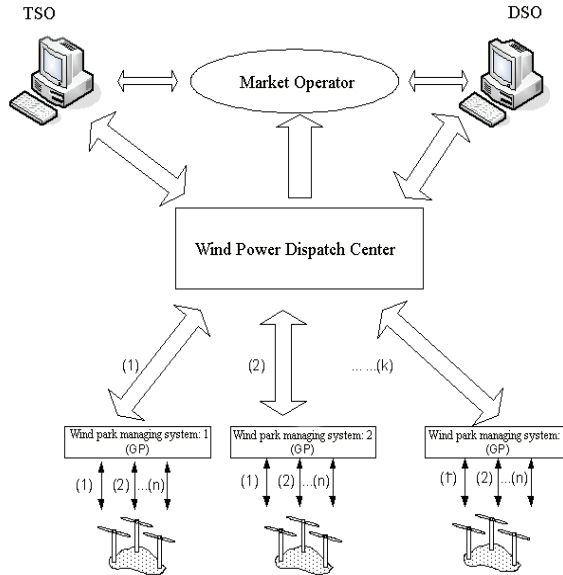 TSO
DSO
Market Operator
Wind Power Dispatch Center
(1)
(2)
... ...(k)
Wind park managing system: 1
(GP)
Wind park managing system: 2
(GP)
Wind park managing system:
(GP)
(1) (2) ...(n)
(1) (2) ...(n)
(2) ...(n)